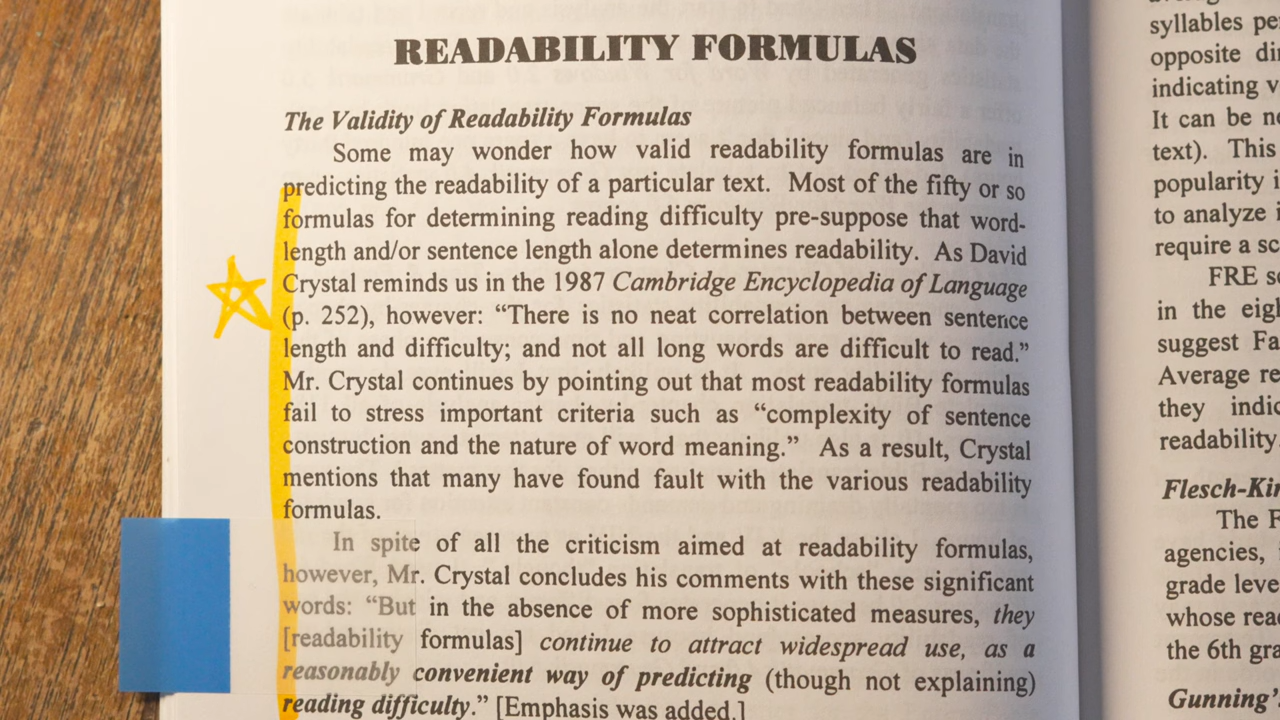 READABILITY FORMULAS
The Validity of Readability Formulas
Some may wonder how valid readability formulas are in
predicting the readability of a particular text. Most of the fifty or so
formulas for determining reading difficulty pre-suppose that word-
length and/or sentence length alone determines readability. As David
Crystal reminds us in the 1987 Cambridge Encyclopedia of Language
(p. 252), however: “There is no neat correlation between sentence
length and difficulty; and not all long words are difficult to read.”
Mr. Crystal continues by pointing out that most readability formulas
fail to stress important criteria such as “complexity of sentence
construction and the nature of word meaning.” As a result, Crystal
mentions that many have found fault with the various readability
formulas.
In spite of all the criticism aimed at readability formulas,
however, Mr. Crystal concludes his comments with these significant
words: “But in the absence of more sophisticated measures, they
[readability formulas] continue to attract widespread use, as a
reasonably convenient way of predicting (though not explaining)
reading difficulty.” [Emphasis was added.]
syllables pe
opposite di
indicating v
It can be n
text). This
popularity i
to analyze i
require a sc
FRE s
in the eig
suggest Fa
Average re
they indic
readability
Flesch-Kin
The F
agencies,
grade leve
whose rea
the 6th gra
Gunning’